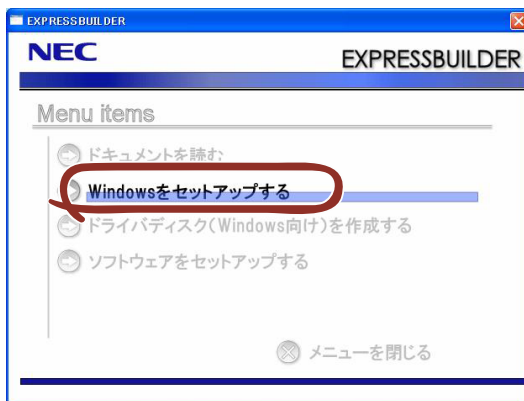 EXPRESSBUILDER
NEC
EXPRESSBUILDER
Menu items
ドキュメントを読む
Windowsをセットアップする
ドライバディスク(Windows向け)を作成する
ソフトウェアをセットアップする
メニューを閉じる